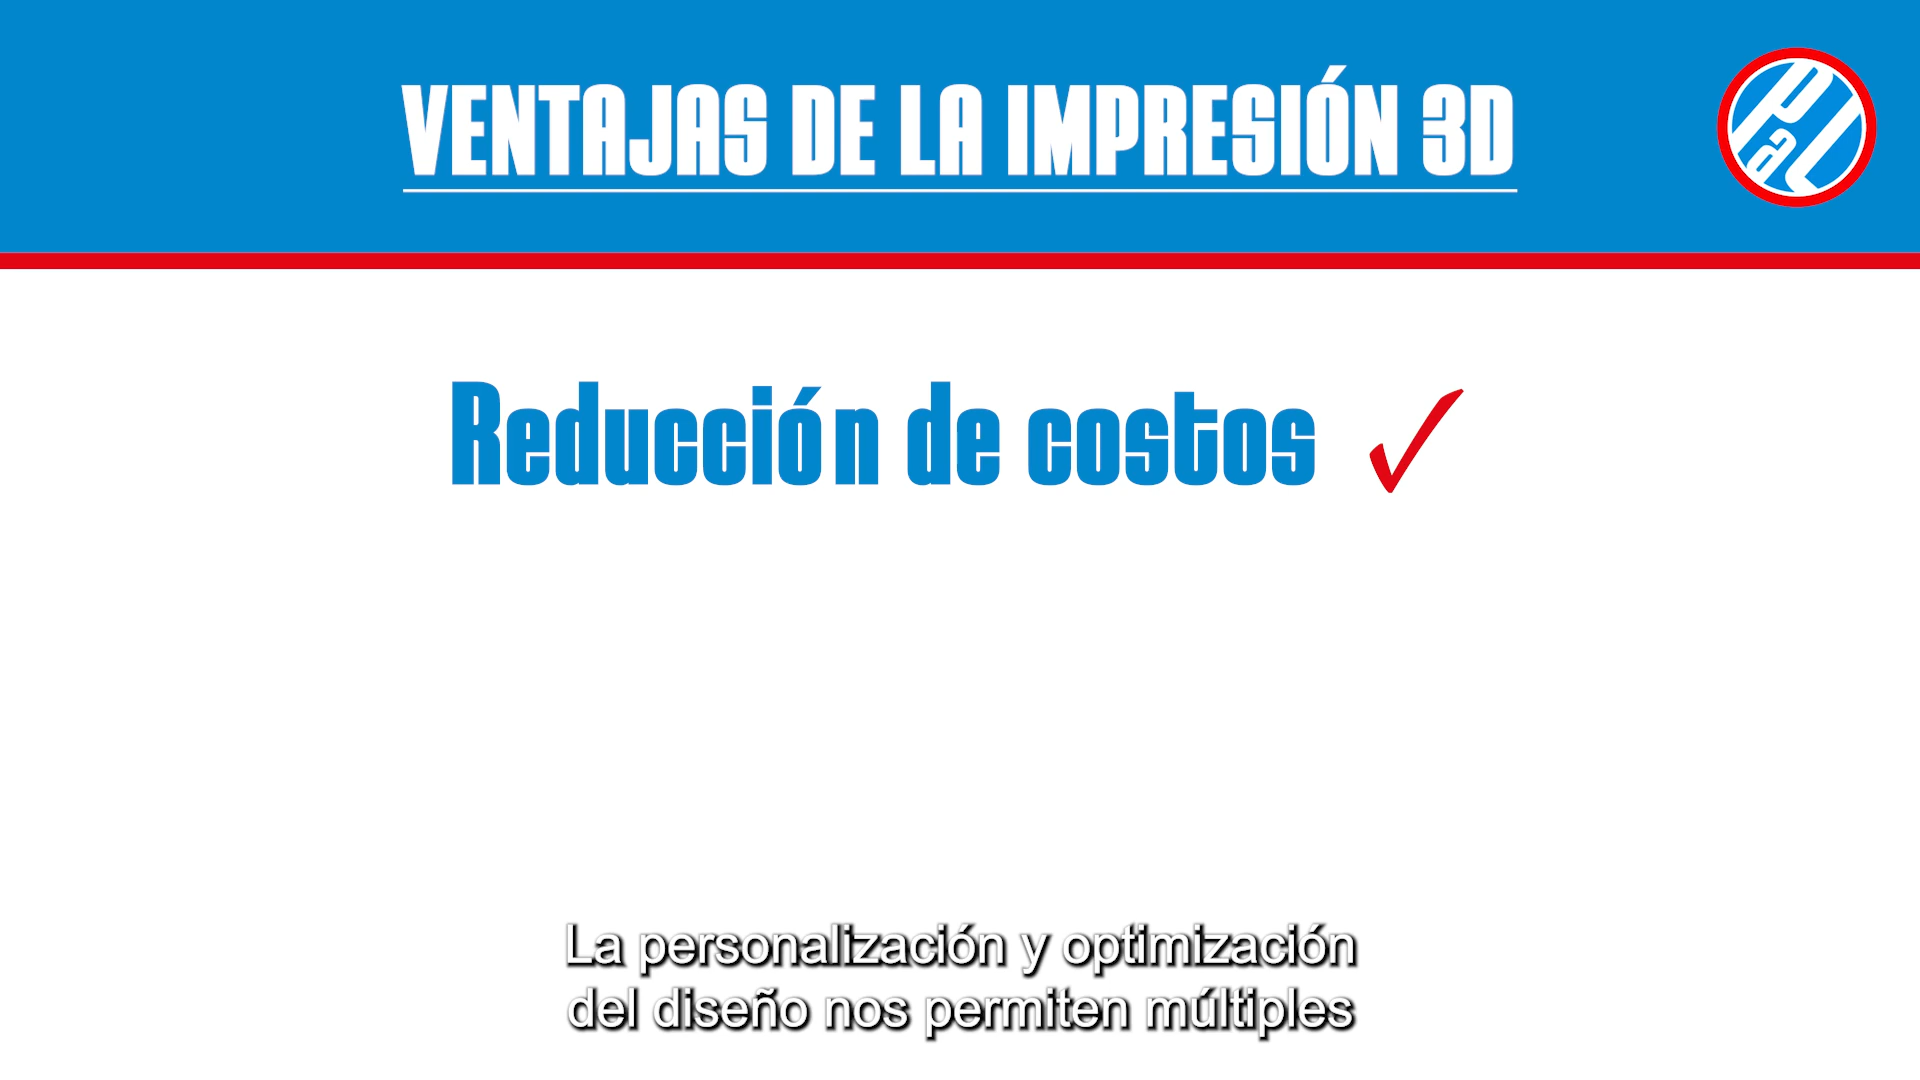 VENTAJAS DE LA IMPRESIÓN 3D
Reducción de costos
La personalización y optimización
del diseño nos permiten múltiples